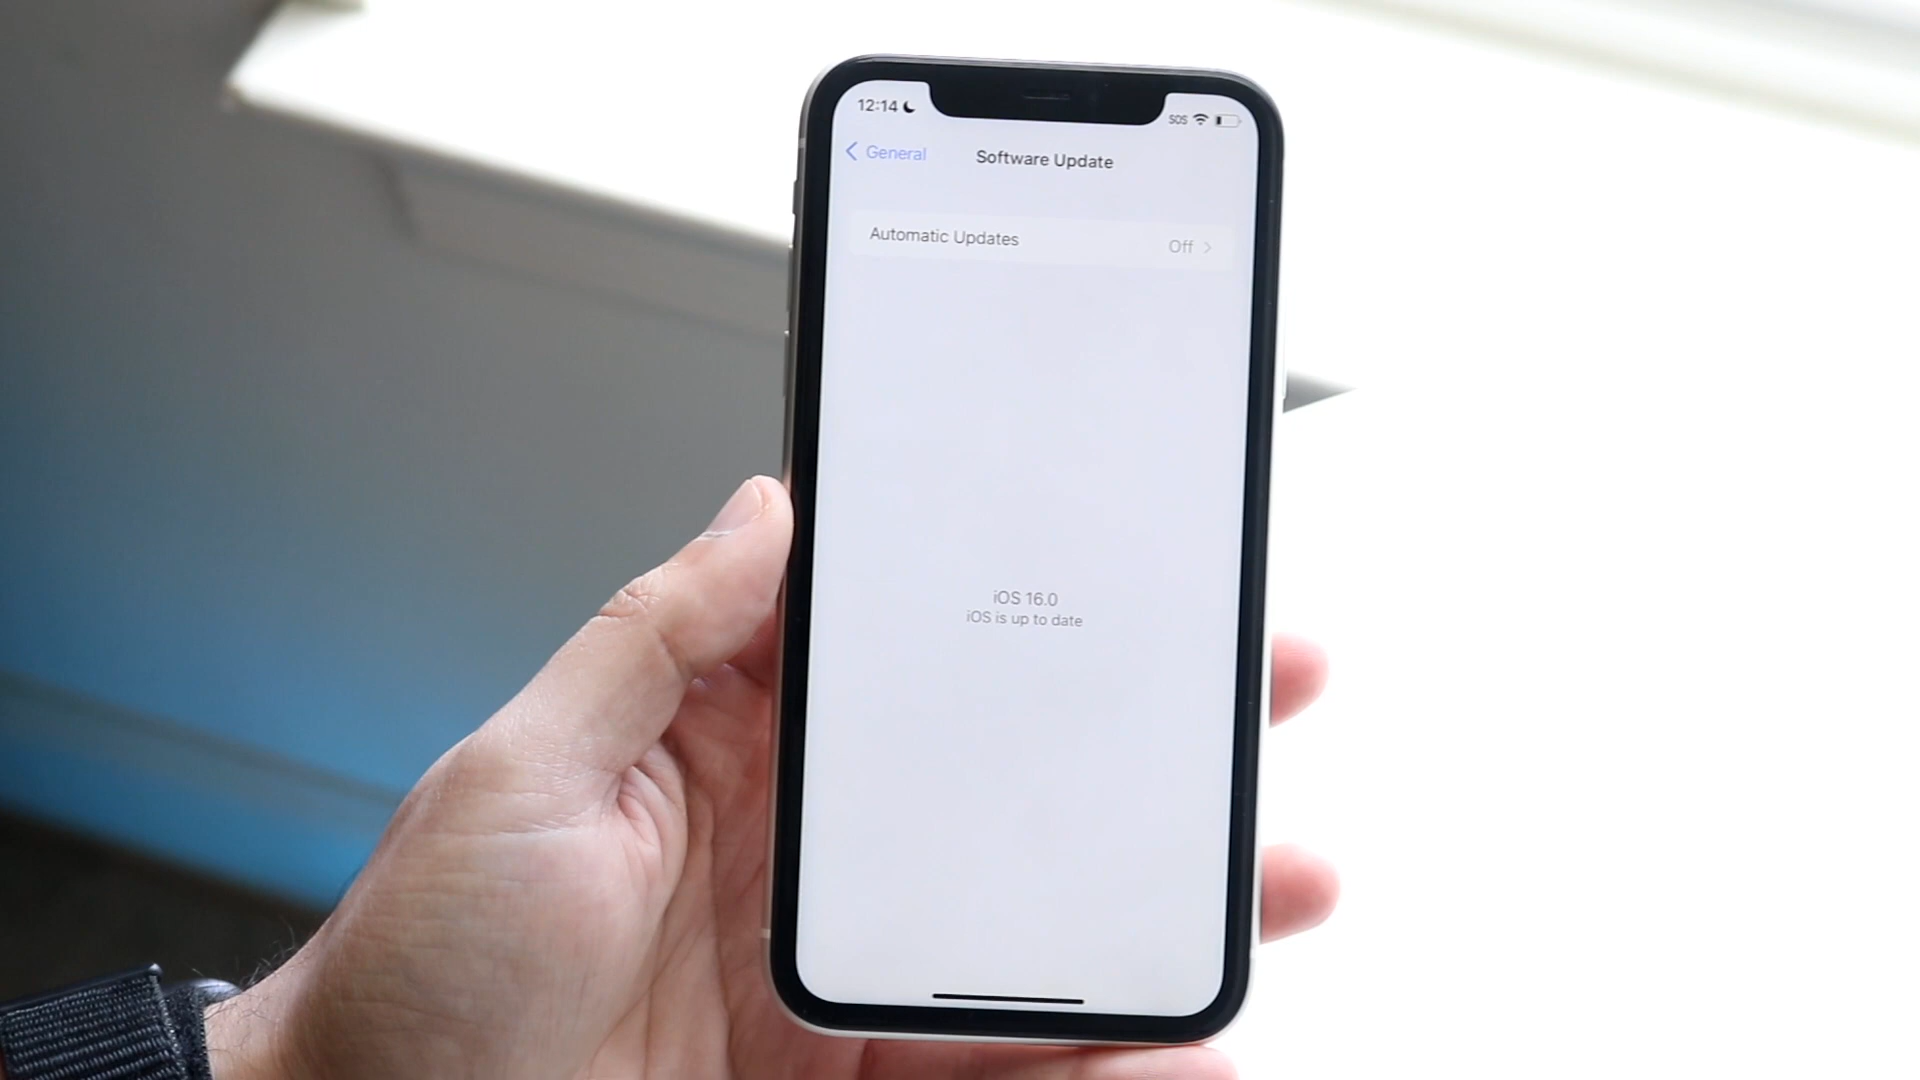 12:14
SOS
General
Software Update
Automatic Updates
Off
iOS 16.0
iOS is up to date